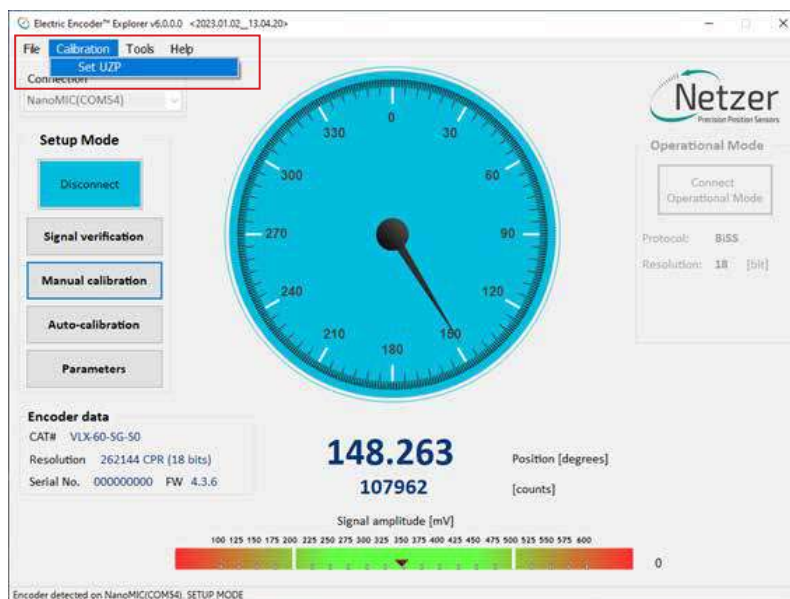 Electric Encoder™ Explorer v6.0.0.0 <2023.01.02__13.04.20>
File Calibration Tools Help
Set UZP
Connection
NanoMIC(COM54)
Netzer
Precision Position Sensors
Setup Mode
Disconnect
Signal verification
Manual calibration
Auto-calibration
Parameters
0
30
60
90
120
150
180
210
240
270
300
330
Operational Mode
Connect
Operational Mode
Protocol: BiSS
Resolution: 18 [bit]
Encoder data
CAT# VLX-60-SG-S0
Resolution 262144 CPR (18 bits)
Serial No. 000000000 FW 4.3.6
148.263 Position [degrees]
107962 [counts]
Signal amplitude [mV]
100 125 150 175 200 225 250 275 300 325 350 375 400 425 450 475 500 525 550 575 600
0
Encoder detected on NanoMIC(COM54). SETUP MODE